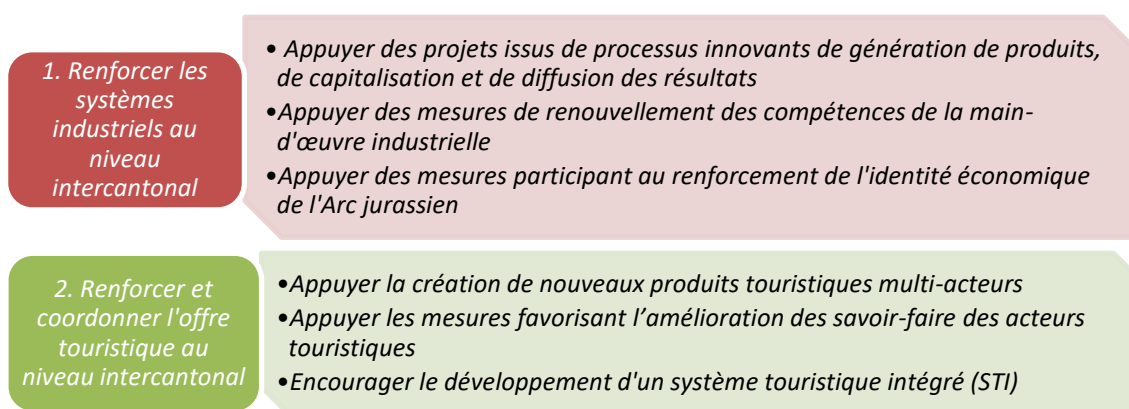 1. Renforcer les
systèmes
industriels au
niveau
intercantonal
• Appuyer des projets issus de processus innovants de génération de produits,
de capitalisation et de diffusion des résultats
•Appuyer des mesures de renouvellement des compétences de la main-
d'œuvre industrielle
•Appuyer des mesures participant au renforcement de l'identité économique
de l'Arc jurassien
2. Renforcer et
coordonner l'offre
touristique au
niveau intercantonal
•Appuyer la création de nouveaux produits touristiques multi-acteurs
•Appuyer les mesures favorisant l’amélioration des savoir-faire des acteurs
touristiques
•Encourager le développement d'un système touristique intégré (STI)